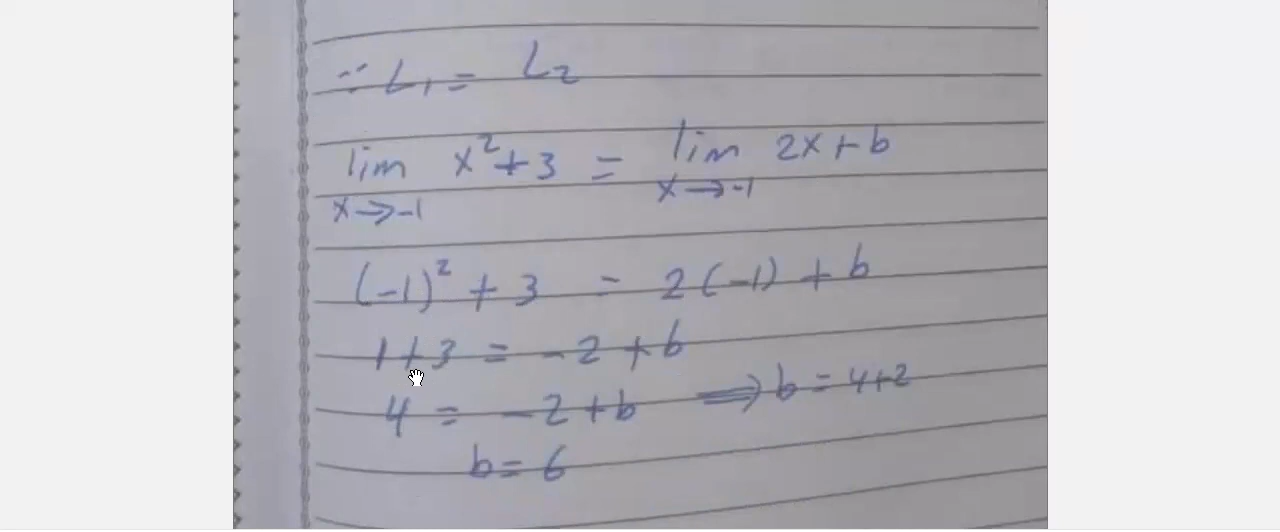 ∵ L₁ = L₂
lim x→-1 x² + 3 = lim x→-1 2x + b
(-1)² + 3 = 2(-1) + b
1+3 = -2 + b
4 = -2 + b ⟹ b = 4+2
b = 6